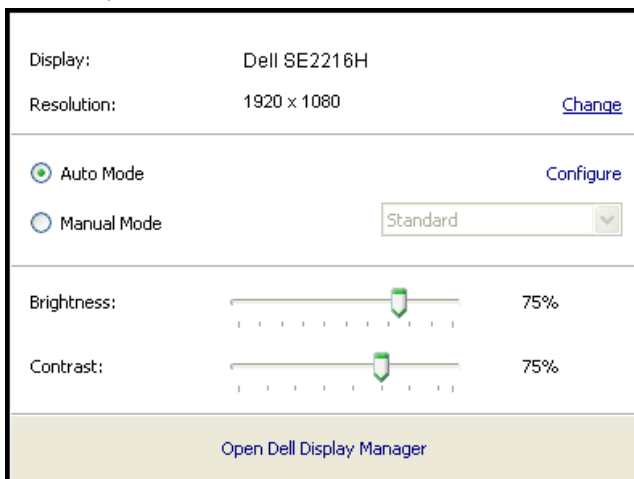 Display: Dell SE2216H
Resolution: 1920 x 1080 Change
Auto Mode Configure
Manual Mode Standard
Brightness: 75%
Contrast: 75%
Open Dell Display Manager